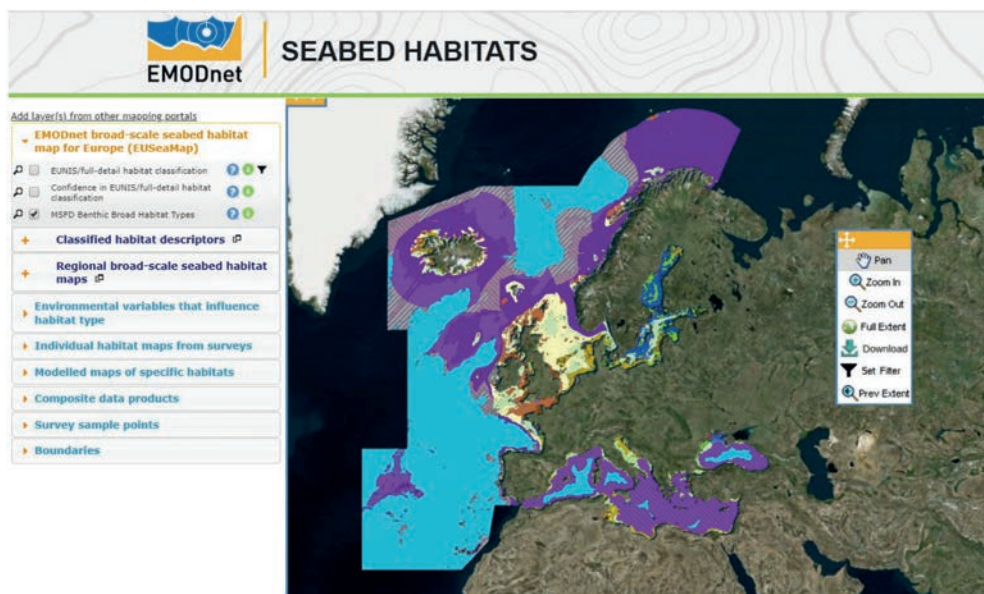 EMODnet
SEABED HABITATS
Add layer(s) from other mapping portals
EMODnet broad-scale seabed habitat
map for Europe (EUSeaMap)
EUNIS/full-detail habitat classification
Confidence in EUNIS/full-detail habitat
classification
MSFD Benthic Broad Habitat Types
Classified habitat descriptors
Regional broad-scale seabed habitat
maps
Environmental variables that influence
habitat type
Individual habitat maps from surveys
Modelled maps of specific habitats
Composite data products
Survey sample points
Boundaries
Pan
Zoom In
Zoom Out
Full Extent
Download
Set Filter
Prev Extent